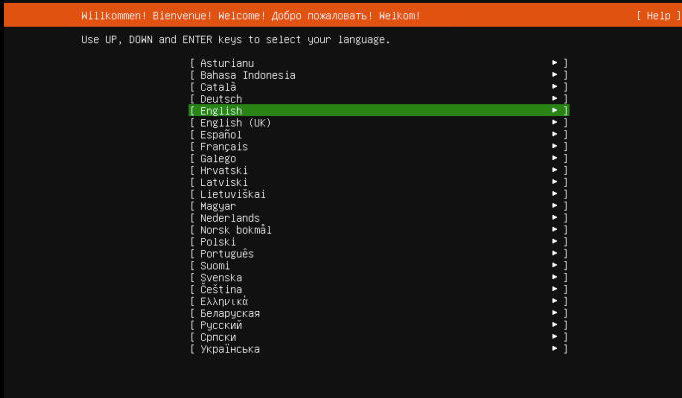 Willkommen! Bienvenue! Welcome! Добро пожаловать! Welkom! [ Help ]
Use UP, DOWN and ENTER keys to select your language.
[ Asturianu ► ]
[ Bahasa Indonesia ► ]
[ Català ► ]
[ Deutsch ► ]
[ English ► ]
[ English (UK) ► ]
[ Español ► ]
[ Français ► ]
[ Galego ► ]
[ Hrvatski ► ]
[ Latviski ► ]
[ Lietuviškai ► ]
[ Magyar ► ]
[ Nederlands ► ]
[ Norsk bokmål ► ]
[ Polski ► ]
[ Português ► ]
[ Suomi ► ]
[ Svenska ► ]
[ Čeština ► ]
[ Ελληνικά ► ]
[ Беларуская ► ]
[ Русский ► ]
[ Српски ► ]
[ Українська ► ]